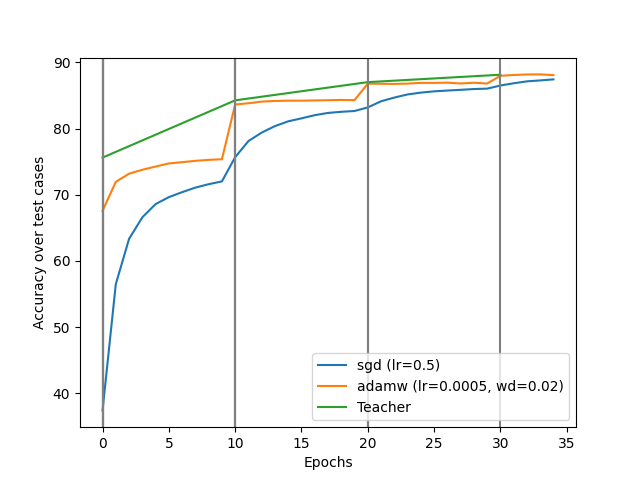 90
80
70
60
50
40
Accuracy over test cases
sgd (lr=0.5)
adamw (lr=0.0005, wd=0.02)
Teacher
0 5 10 15 20 25 30 35
Epochs